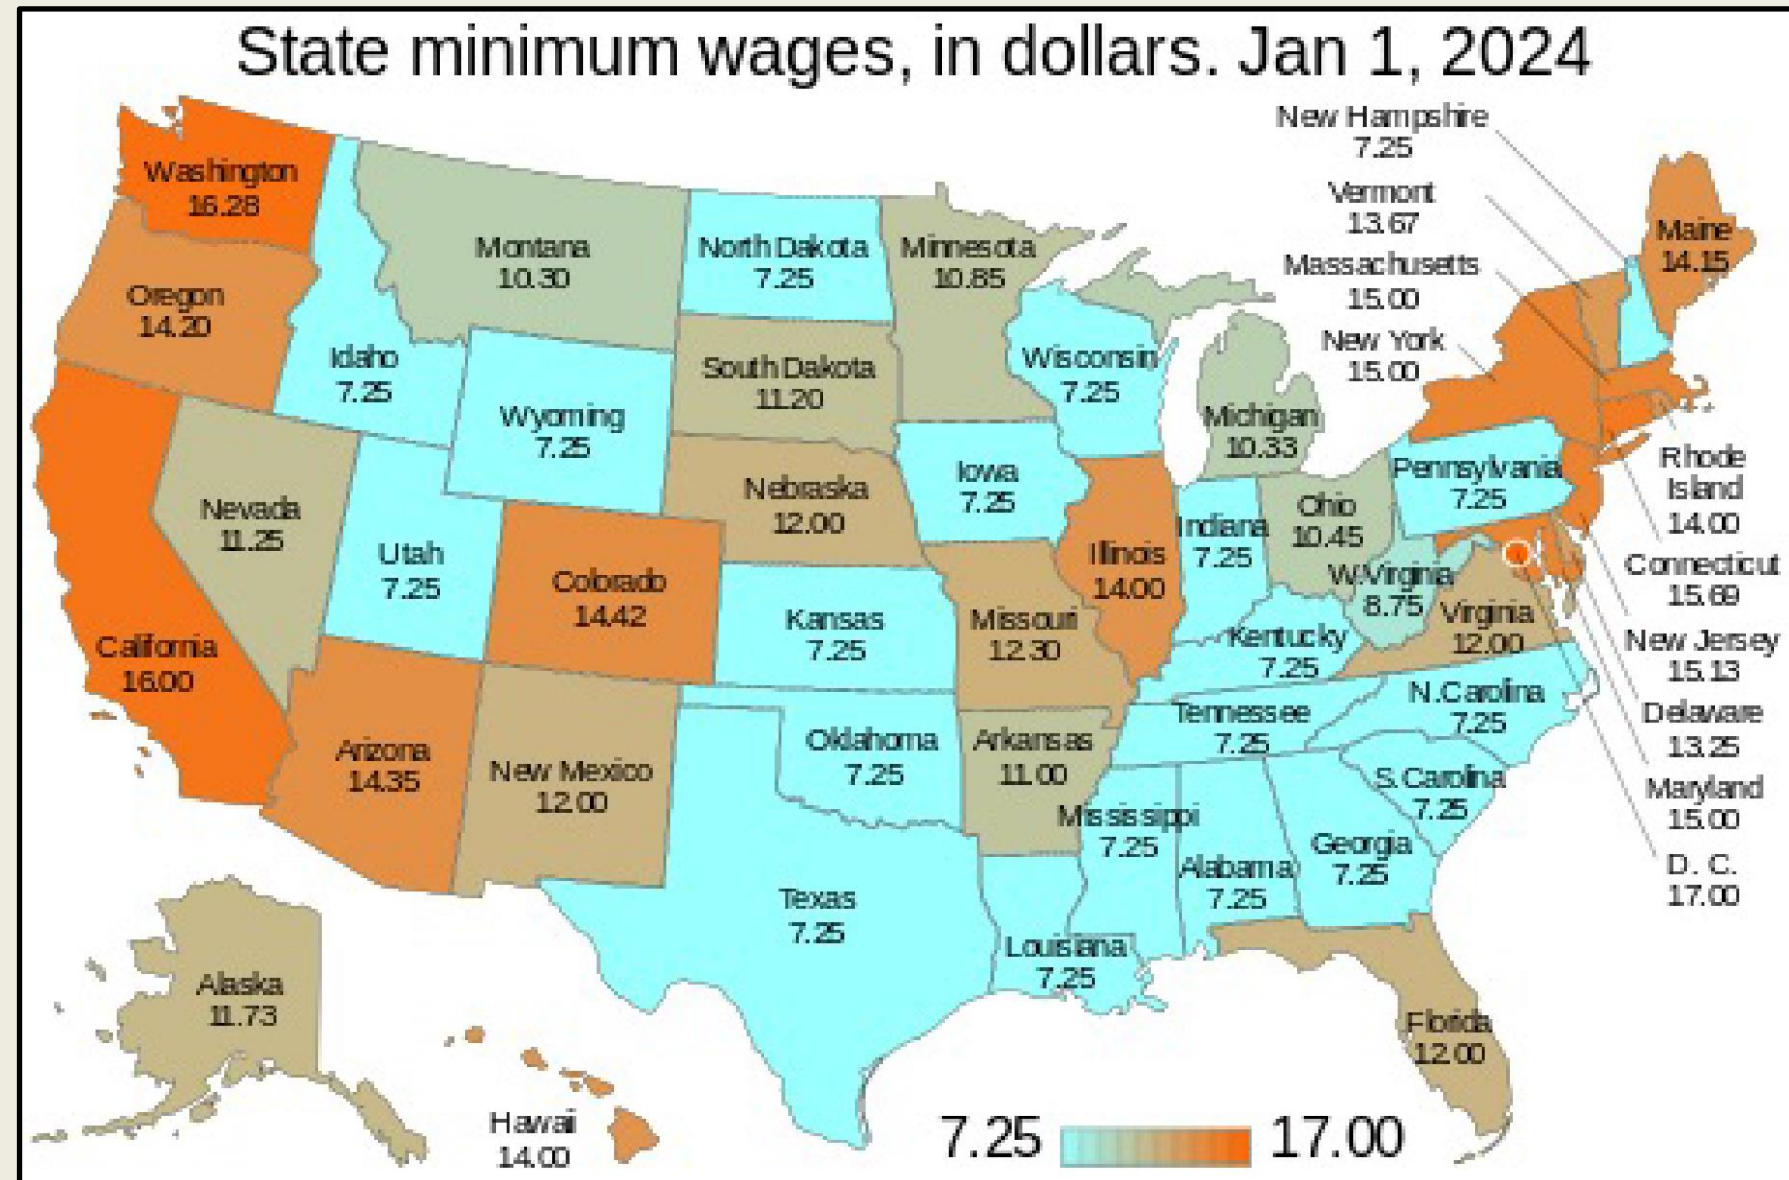 State minimum wages, in dollars. Jan 1, 2024
New Hampshire
7.25
Vermont
13.67
Massachusetts
15.00
New York
15.00
Maine
14.15
Washington
16.28
Oregon
14.20
Idaho
7.25
Montana
10.30
North Dakota
7.25
Minnesota
10.85
South Dakota
11.20
Wisconsin
7.25
Wyoming
7.25
Michigan
10.33
California
16.00
Nevada
11.25
Utah
7.25
Colorado
14.42
Nebraska
12.00
Iowa
7.25
Illinois
14.00
Indiana
7.25
Ohio
10.45
Pennsylvania
7.25
Rhode
Island
14.00
Connecticut
15.69
New Jersey
15.13
Delaware
13.25
Maryland
15.00
D. C.
17.00
W.Virginia
8.75
Virginia
12.00
Kansas
7.25
Missouri
12.30
Kentucky
7.25
Arizona
14.35
New Mexico
12.00
Oklahoma
7.25
Arkansas
11.00
Tennessee
7.25
N.Carolina
7.25
S.Carolina
7.25
Texas
7.25
Louisiana
7.25
Mississippi
7.25
Alabama
7.25
Georgia
7.25
Florida
12.00
Alaska
11.73
Hawaii
14.00
7.25 17.00